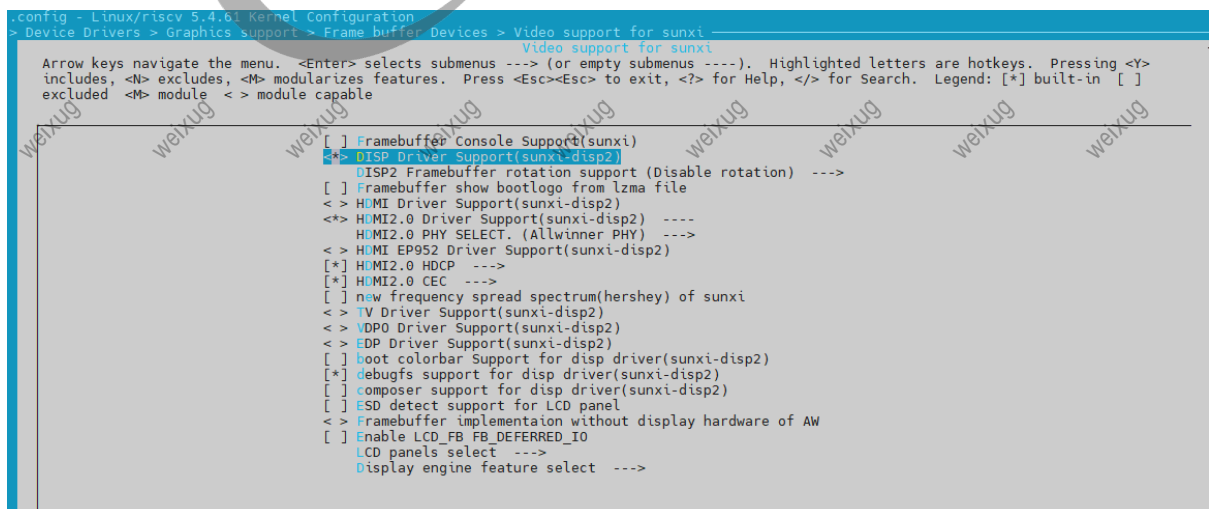 .config - Linux/riscv 5.4.61 Kernel Configuration
> Device Drivers > Graphics support > Frame buffer Devices > Video support for sunxi
Video support for sunxi
Arrow keys navigate the menu. <Enter> selects submenus ---> (or empty submenus ----). Highlighted letters are hotkeys. Pressing <Y>
includes, <N> excludes, <M> modularizes features. Press <Esc><Esc> to exit, <?> for Help, </> for Search. Legend: [*] built-in [ ]
excluded <M> module < > module capable
weixug weixug weixug weixug weixug weixug weixug weixug weixug
[ ] Framebuffer Console Support(sunxi)
<*> DISP Driver Support(sunxi-disp2)
DISP2 Framebuffer rotation support (Disable rotation) --->
[ ] Framebuffer show bootlogo from lzma file
< > HDMI Driver Support(sunxi-disp2)
<*> HDMI2.0 Driver Support(sunxi-disp2) ----
HDMI2.0 PHY SELECT. (Allwinner PHY) --->
< > HDMI EP952 Driver Support(sunxi-disp2)
[*] HDMI2.0 HDCP --->
[*] HDMI2.0 CEC --->
[ ] new frequency spread spectrum(hershey) of sunxi
< > TV Driver Support(sunxi-disp2)
< > VDPO Driver Support(sunxi-disp2)
< > EDP Driver Support(sunxi-disp2)
[ ] boot colorbar Support for disp driver(sunxi-disp2)
[*] debugfs support for disp driver(sunxi-disp2)
[ ] composer support for disp driver(sunxi-disp2)
[ ] ESD detect support for LCD panel
< > Framebuffer implementaion without display hardware of AW
[ ] Enable LCD_FB FB_DEFERRED_IO
LCD panels select --->
Display engine feature select --->